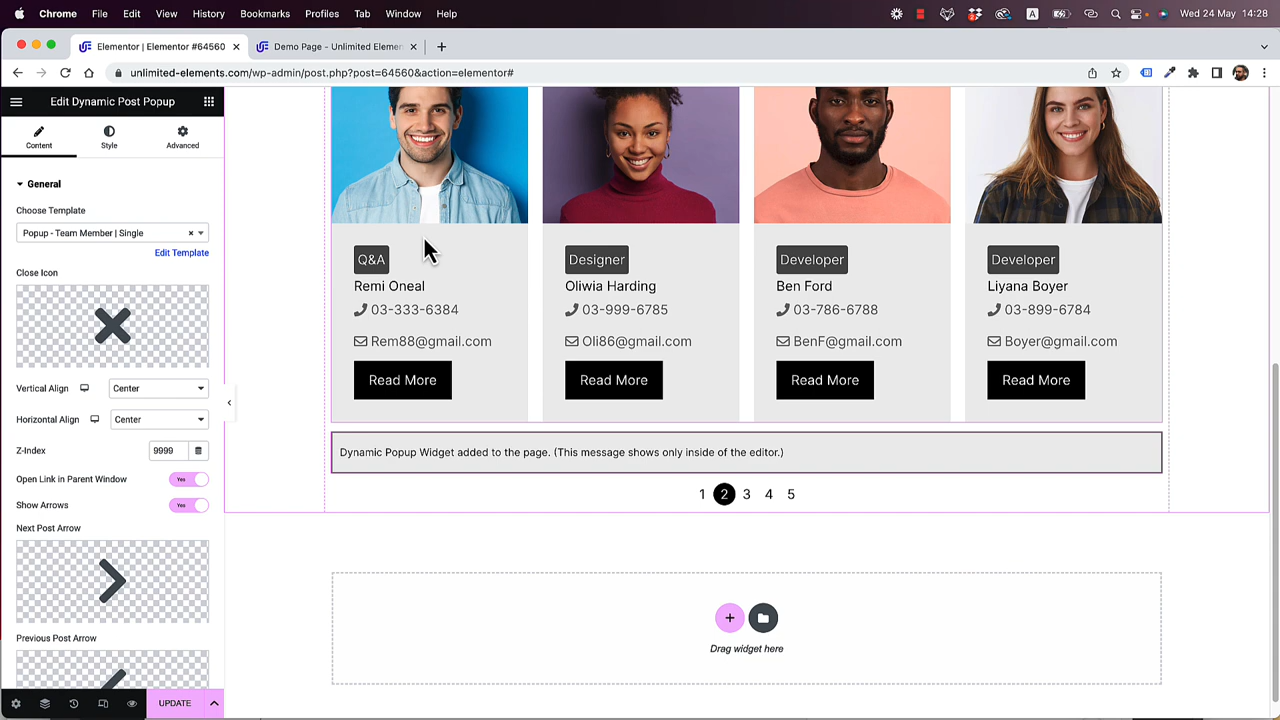 Chrome File Edit View History Bookmarks Profiles Tab Window Help A Wed 24 May 14:28
Elementor | Elementor #64560 Demo Page - Unlimited Elemen
unlimited-elements.com/wp-admin/post.php?post=64560&action=elementor#
Edit Dynamic Post Popup
Content Style Advanced
General
Choose Template
Popup - Team Member | Single
Edit Template
Close Icon
Vertical Align Center
Horizontal Align Center
Z-Index 9999
Open Link in Parent Window Yes
Show Arrows Yes
Next Post Arrow
Previous Post Arrow
UPDATE
Q&A Designer Developer Developer
Remi Oneal Oliwia Harding Ben Ford Liyana Boyer
03-333-6384 03-999-6785 03-786-6788 03-899-6784
Rem88@gmail.com Oli86@gmail.com BenF@gmail.com Boyer@gmail.com
Read More Read More Read More Read More
Dynamic Popup Widget added to the page. (This message shows only inside of the editor.)
1 2 3 4 5
Drag widget here